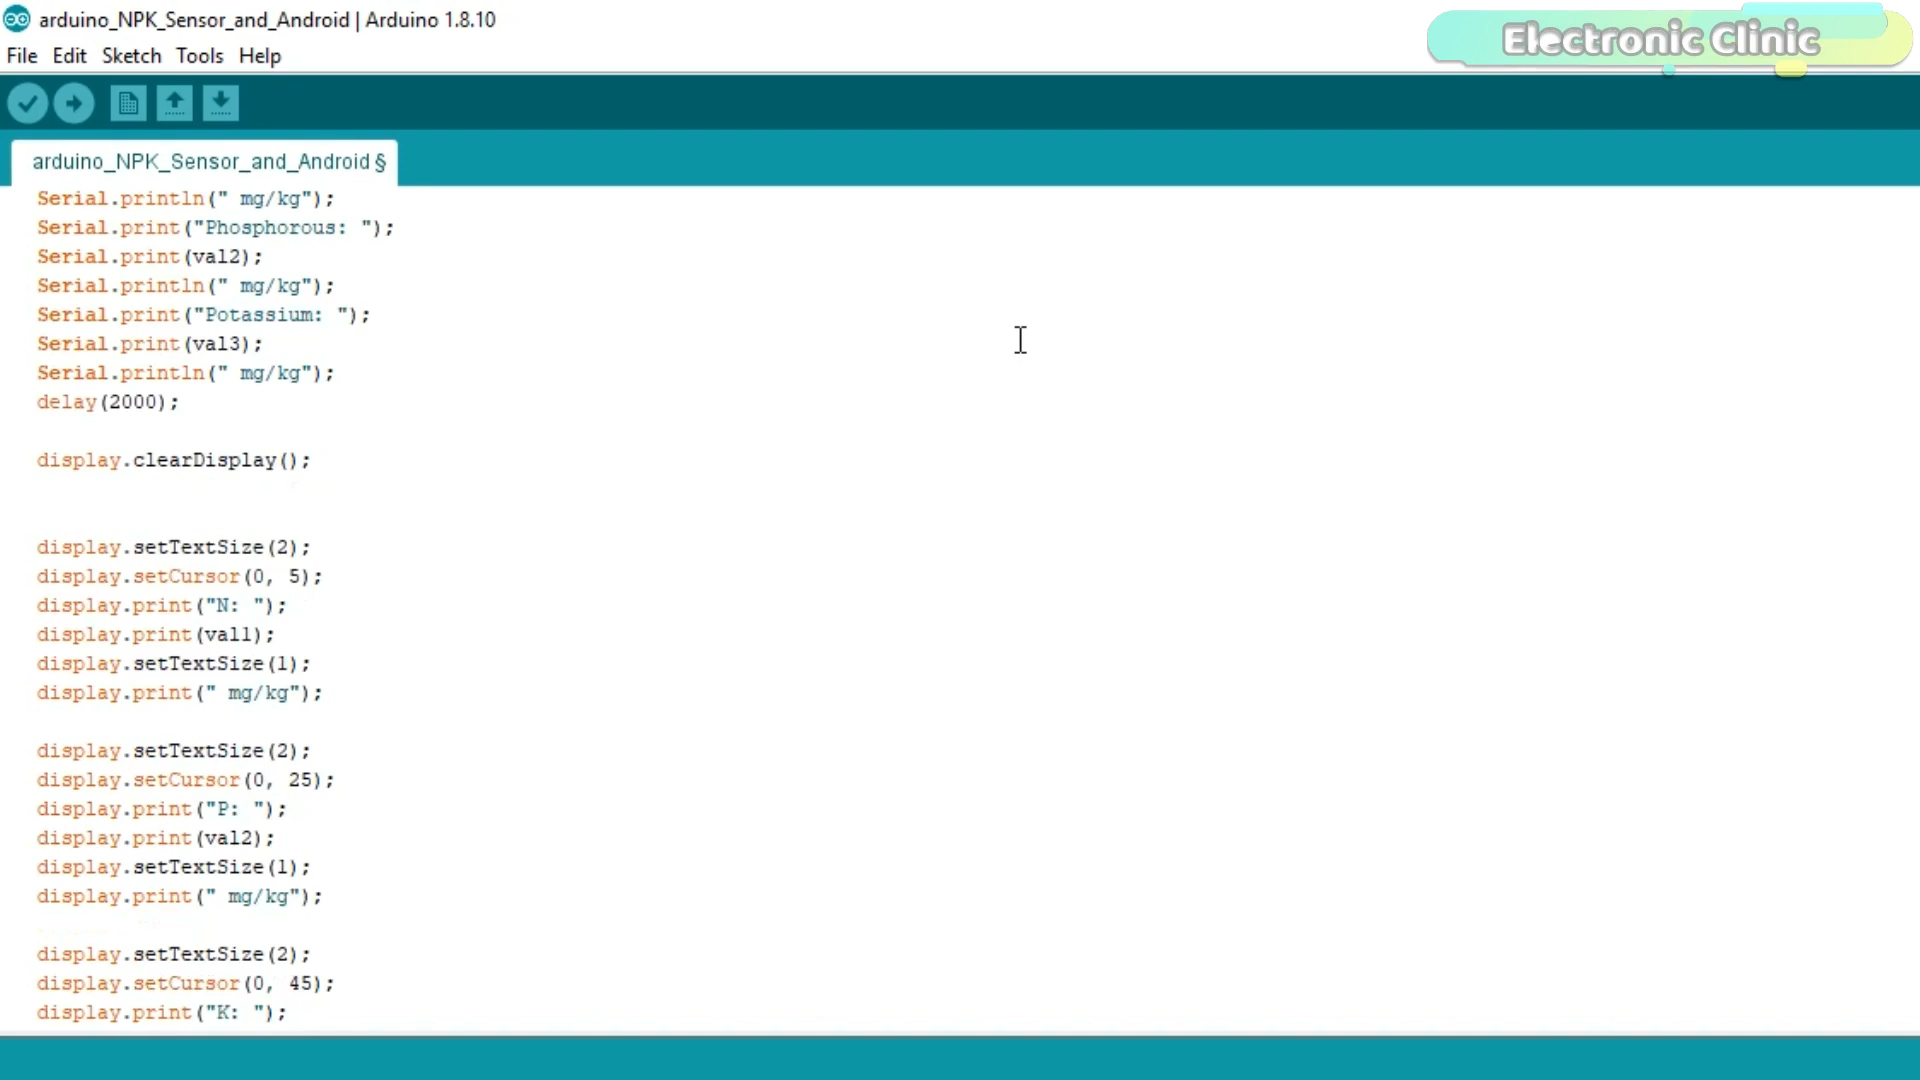 arduino_NPK_Sensor_and_Android | Arduino 1.8.10
Electronic Clinic
File Edit Sketch Tools Help
arduino_NPK_Sensor_and_Android §
Serial.println(" mg/kg");
Serial.print("Phosphorous: ");
Serial.print(val2);
Serial.println(" mg/kg");
Serial.print("Potassium: ");
Serial.print(val3);
Serial.println(" mg/kg");
delay(2000);
display.clearDisplay();
display.setTextSize(2);
display.setCursor(0, 5);
display.print("N: ");
display.print(val1);
display.setTextSize(1);
display.print(" mg/kg");
display.setTextSize(2);
display.setCursor(0, 25);
display.print("P: ");
display.print(val2);
display.setTextSize(1);
display.print(" mg/kg");
display.setTextSize(2);
display.setCursor(0, 45);
display.print("K: ");